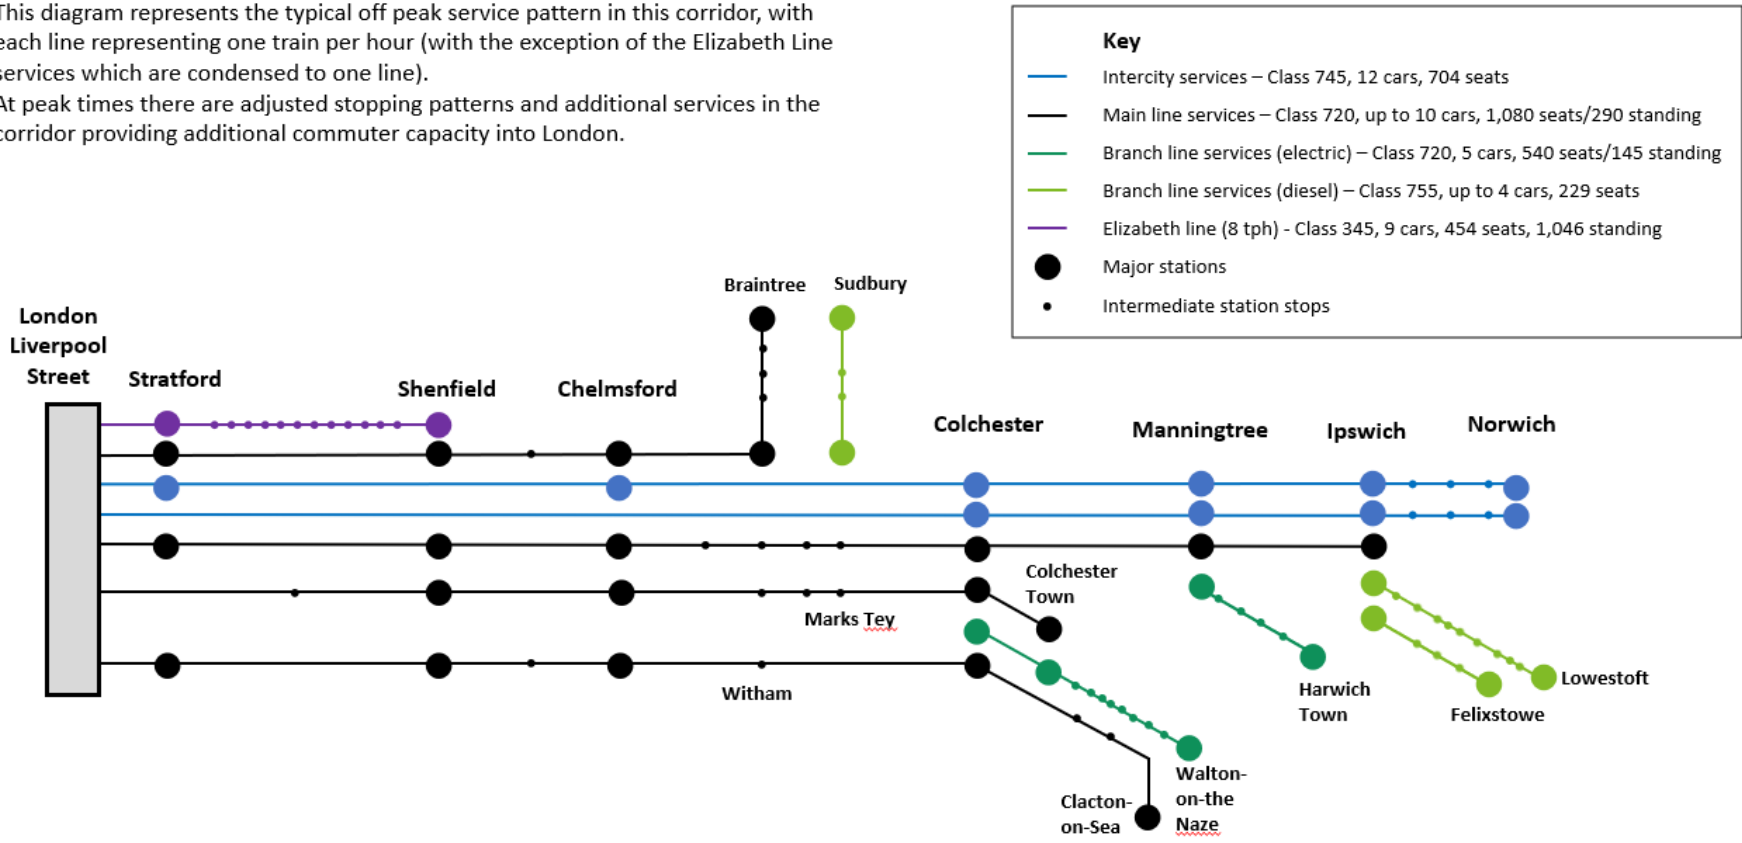 This diagram represents the typical off peak service pattern in this corridor, with
each line representing one train per hour (with the exception of the Elizabeth Line
services which are condensed to one line).
At peak times there are adjusted stopping patterns and additional services in the
corridor providing additional commuter capacity into London.
Key
Intercity services – Class 745, 12 cars, 704 seats
Main line services – Class 720, up to 10 cars, 1,080 seats/290 standing
Branch line services (electric) – Class 720, 5 cars, 540 seats/145 standing
Branch line services (diesel) – Class 755, up to 4 cars, 229 seats
Elizabeth line (8 tph) - Class 345, 9 cars, 454 seats, 1,046 standing
Major stations
Intermediate station stops
London
Liverpool
Street
Stratford
Shenfield
Chelmsford
Braintree
Sudbury
Colchester
Manningtree
Ipswich
Norwich
Colchester
Town
Marks Tey
Witham
Harwich
Town
Lowestoft
Felixstowe
Clacton-
on-Sea
Walton-
on-the
Naze